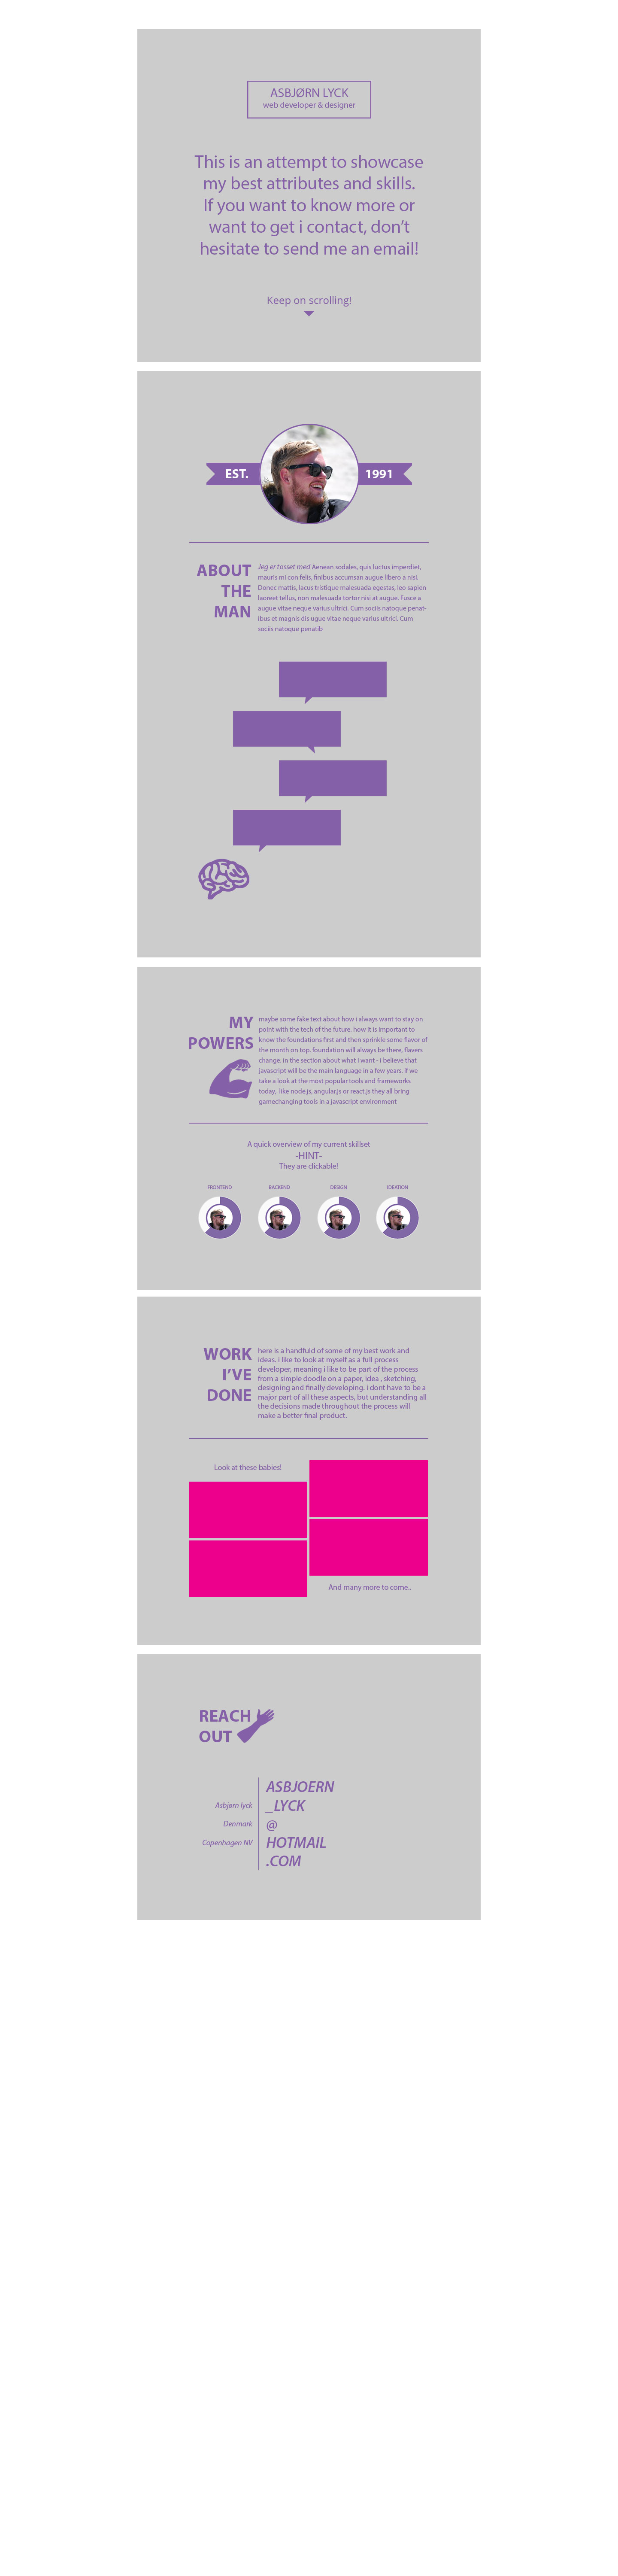 ASBJØRN LYCK
web developer & designer
This is an attempt to showcase
my best attributes and skills.
If you want to know more or
want to get i contact, don't
hesitate to send me an email!
Keep on scrolling!
EST.
1991
ABOUT
THE
MAN
Jeg er tosset med Aenean sodales, quis luctus imperdiet,
mauris mi con felis, finibus accumsan augue libero a nisi.
Donec mattis, lacus tristique malesuada egestas, leo sapien
laoreet tellus, non malesuada tortor nisi at augue. Fusce a
augue vitae neque varius ultrici. Cum sociis natoque penat-
ibus et magnis dis ugue vitae neque varius ultrici. Cum
sociis natoque penatib
MY
POWERS
maybe some fake text about how i always want to stay on
point with the tech of the future. how it is important to
know the foundations first and then sprinkle some flavor of
the month on top. foundation will always be there, flavers
change. in the section about what i want - i believe that
javascript will be the main language in a few years. if we
take a look at the most popular tools and frameworks
today, like node.js, angular.js or react.js they all bring
gamechanging tools in a javascript environment
A quick overview of my current skillset
-HINT-
They are clickable!
FRONTEND
BACKEND
DESIGN
IDEATION
WORK
I'VE
DONE
here is a handfuld of some of my best work and
ideas. i like to look at myself as a full process
developer, meaning i like to be part of the process
from a simple doodle on a paper, idea , sketching,
designing and finally developing. i dont have to be a
major part of all these aspects, but understanding all
the decisions made throughout the process will
make a better final product.
Look at these babies!
And many more to come..
REACH
OUT
Asbjørn lyck
Denmark
Copenhagen NV
ASBJOERN
_LYCK
@
HOTMAIL
.COM